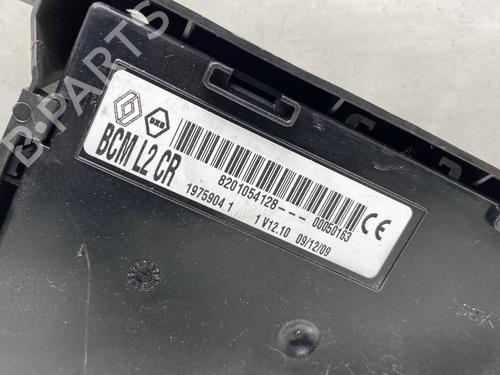 B-PARTS
BCM L2 CR
8201054128--- 00050163
1975904 1 1 V12.10 09/12/09
CE